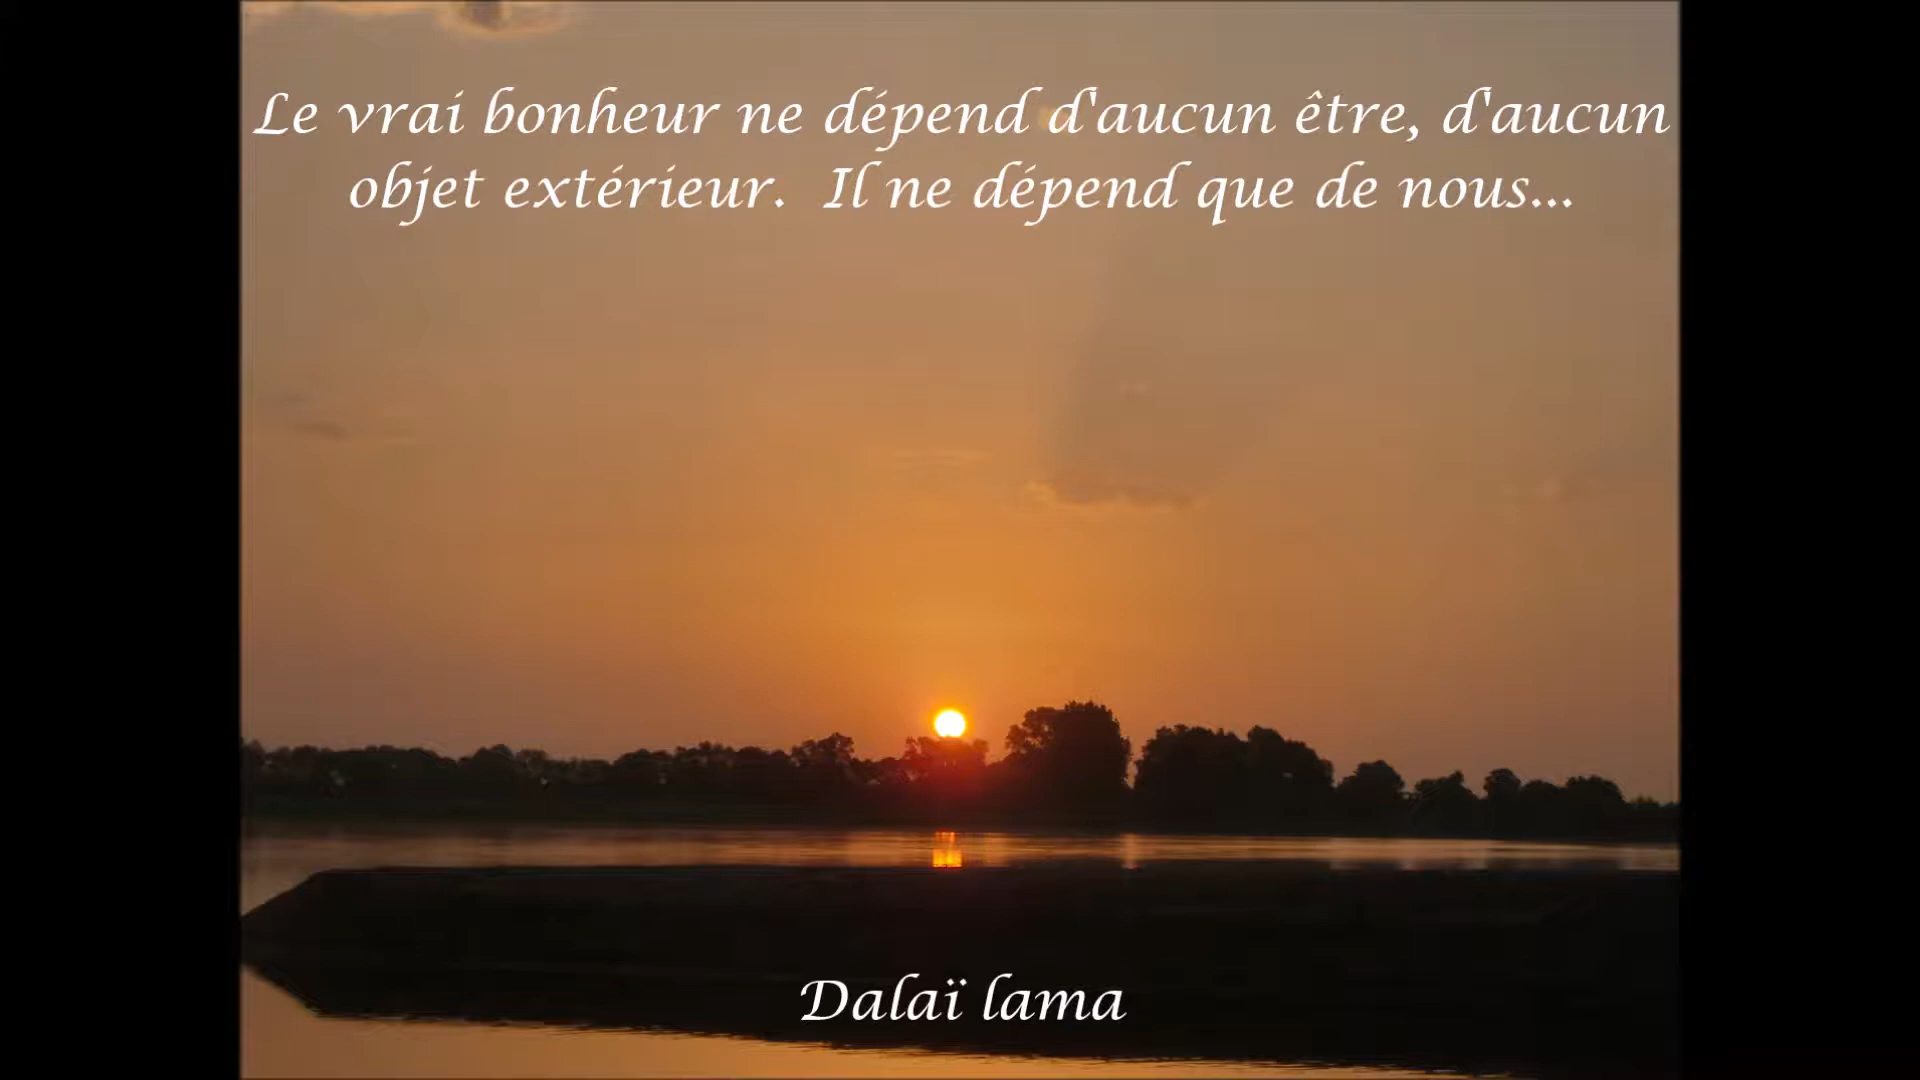 Le vrai bonheur ne dépend d'aucun être, d'aucun
objet extérieur.  Il ne dépend que de nous...
Dalaï lama